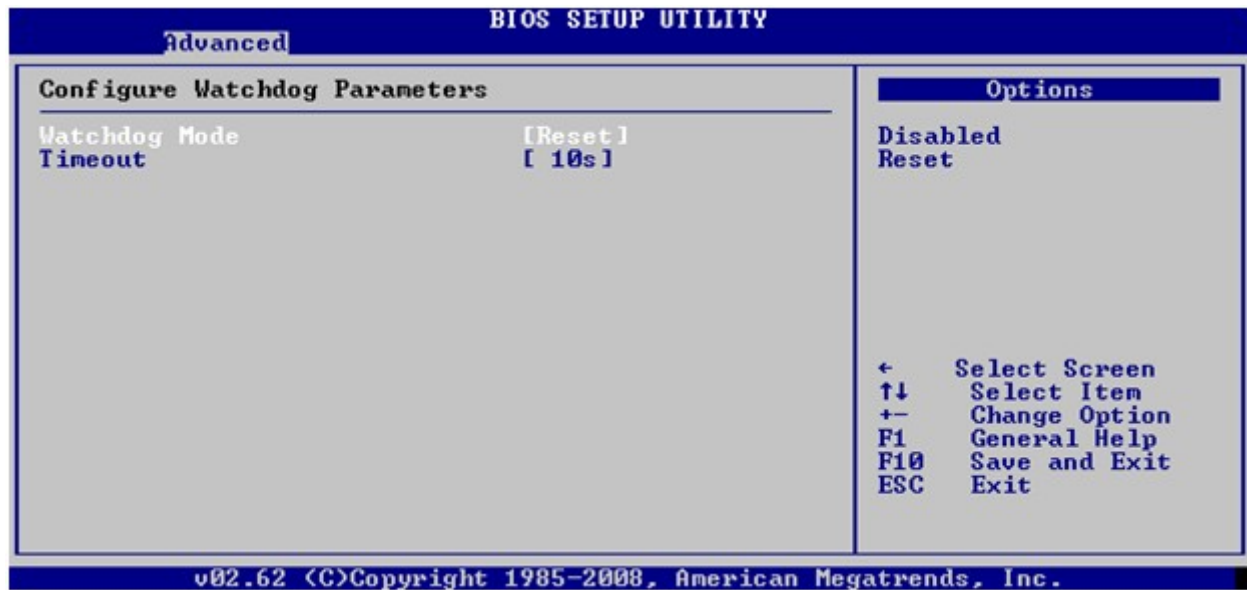 BIOS SETUP UTILITY
Advanced
Configure Watchdog Parameters
Watchdog Mode [Reset]
Timeout [ 10s]
Options
Disabled
Reset
← Select Screen
↑↓ Select Item
+- Change Option
F1 General Help
F10 Save and Exit
ESC Exit
v02.62 (C)Copyright 1985-2008, American Megatrends, Inc.